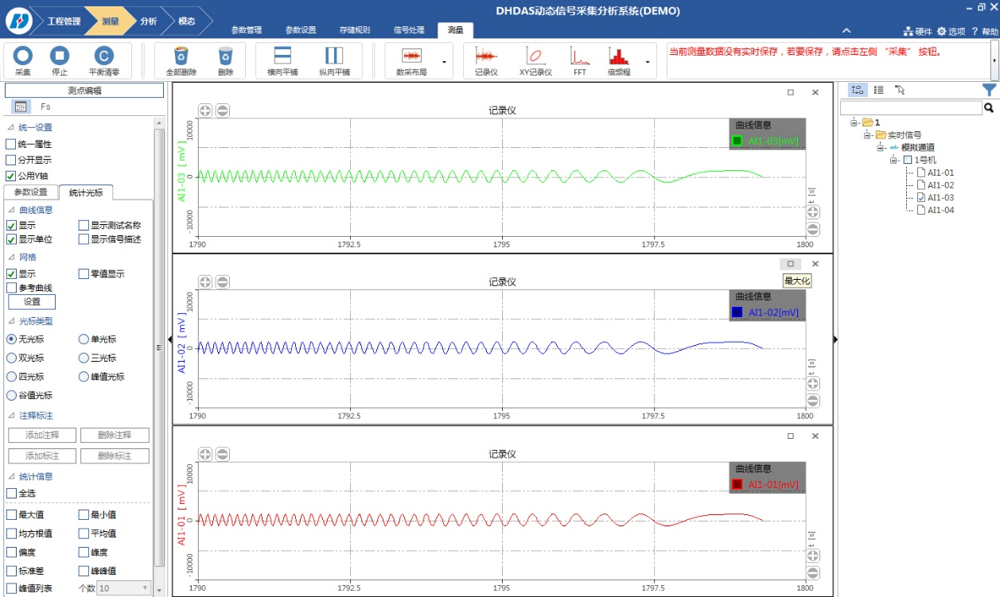 DHDAS动态信号采集分析系统(DEMO)
工程管理 测量 分析 模态
参数管理 参数设置 存储规则 信号处理 测量
硬件 选项 ? 帮助
采集 停止 平衡清零 全部删除 删除 横向平铺 纵向平铺 数采布局 记录仪 XY记录仪 FFT 倍频程
当前测量数据没有实时保存，若要保存，请点击左侧 “采集” 按钮。
测点编辑
Fs
统一设置
统一属性
分开显示
公用Y轴
参数设置 统计光标
曲线信息
显示 显示测试名称
显示单位 显示信号描述
网格
显示 零值显示
参考曲线
设置
光标类型
无光标 单光标
双光标 三光标
四光标 峰值光标
谷值光标
注释标注
添加注释 删除注释
添加标注 删除标注
统计信息
全选
最大值 最小值
均方根值 平均值
偏度 峰度
标准差 峰峰值
峰值列表 个数 10
记录仪
曲线信息
AI1-03[mV]
AI1-03 [ mV ]
10000
0
-10000
t [s]
1790 1792.5 1795 1797.5 1800
最大化
记录仪
曲线信息
AI1-02[mV]
AI1-02 [ mV ]
10000
0
-10000
t [s]
1790 1792.5 1795 1797.5 1800
记录仪
曲线信息
AI1-01[mV]
AI1-01 [ mV ]
10000
0
-10000
t [s]
1790 1792.5 1795 1797.5 1800
1
实时信号
模拟通道
1号机
AI1-01
AI1-02
AI1-03
AI1-04